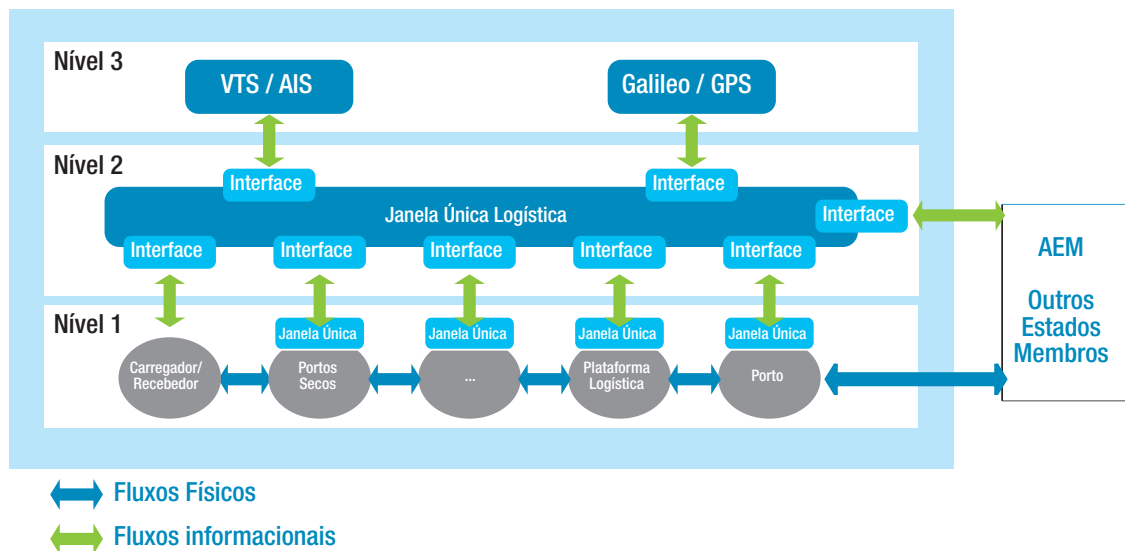 Nível 3
VTS / AIS
Galileo / GPS
Nível 2
Interface
Interface
Janela Única Logística
Interface
Interface
Interface
Interface
Interface
Interface
AEM
Outros
Estados
Membros
Nível 1
Janela Única
Janela Única
Janela Única
Janela Única
Carregador/
Recebedor
Portos
Secos
...
Plataforma
Logística
Porto
Fluxos Físicos
Fluxos informacionais